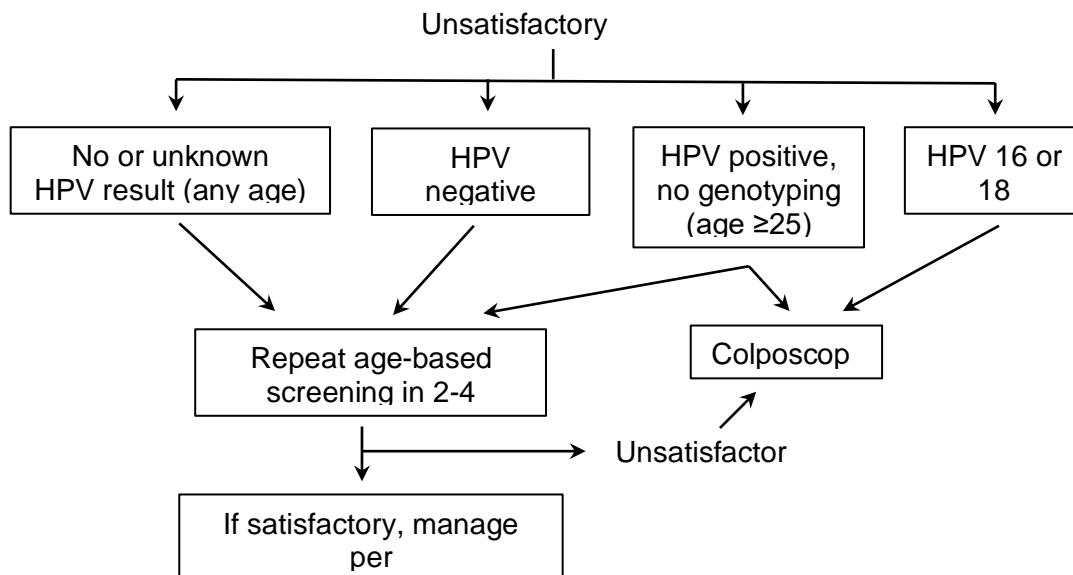 Unsatisfactory
No or unknown
HPV result (any age)
HPV
negative
HPV positive,
no genotyping
(age ≥25)
HPV 16 or
18
Repeat age-based
screening in 2-4
Colposcop
Unsatisfactor
If satisfactory, manage
per